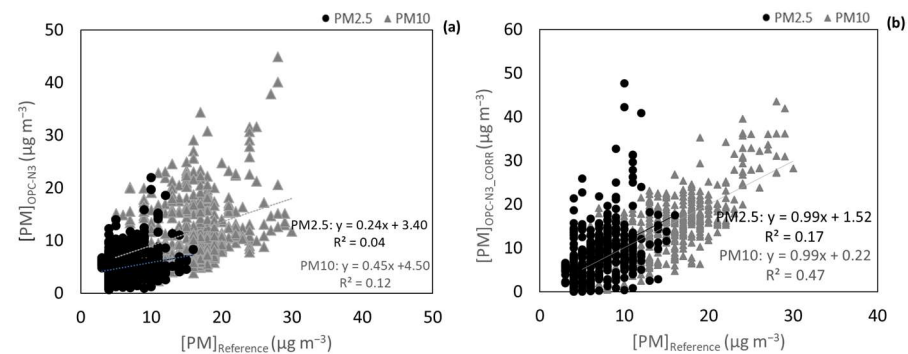 ● PM2.5 ▲ PM10
(a)
50
40
30
20
10
0
0 10 20 30 40 50
[PM]OPC-N3 (µg m⁻³)
PM2.5: y = 0.24x + 3.40
R² = 0.04
PM10: y = 0.45x +4.50
R² = 0.12
[PM]Reference (µg m⁻³)
● PM2.5 ▲ PM10
(b)
60
50
40
30
20
10
0
0 10 20 30 40
[PM]OPC-N3_CORR (µg m⁻³)
PM2.5: y = 0.99x + 1.52
R² = 0.17
PM10: y = 0.99x + 0.22
R² = 0.47
[PM]Reference (µg m⁻³)